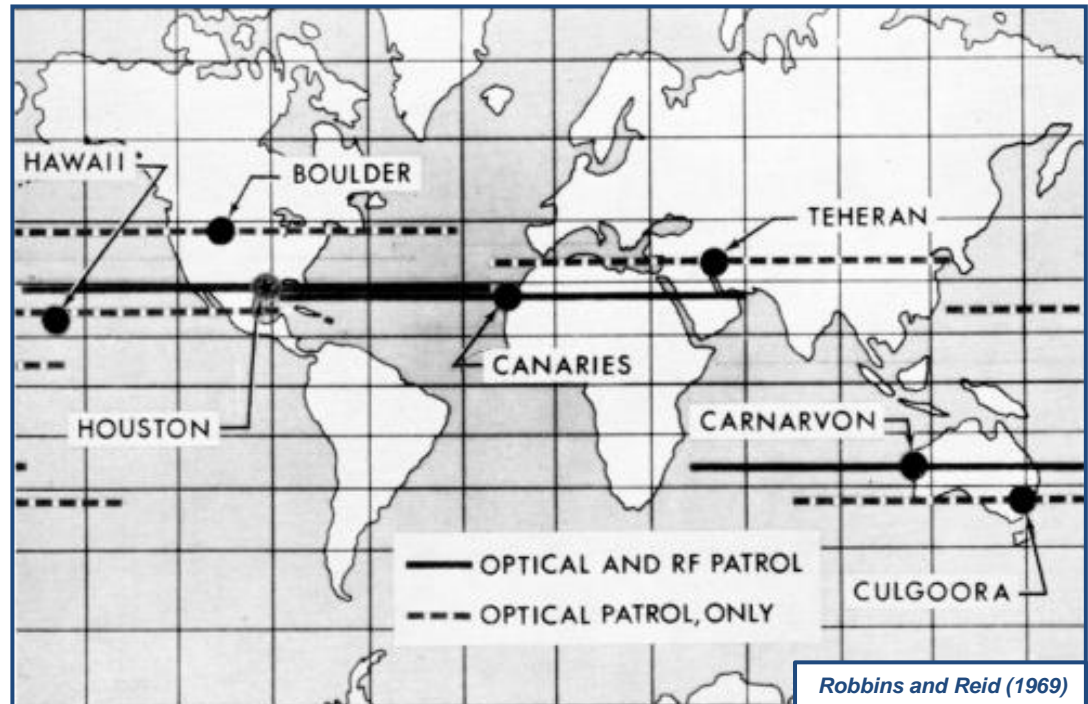 HAWAII
BOULDER
TEHERAN
CANARIES
HOUSTON
CARNARVON
OPTICAL AND RF PATROL
CULGOORA
OPTICAL PATROL, ONLY
Robbins and Reid (1969)